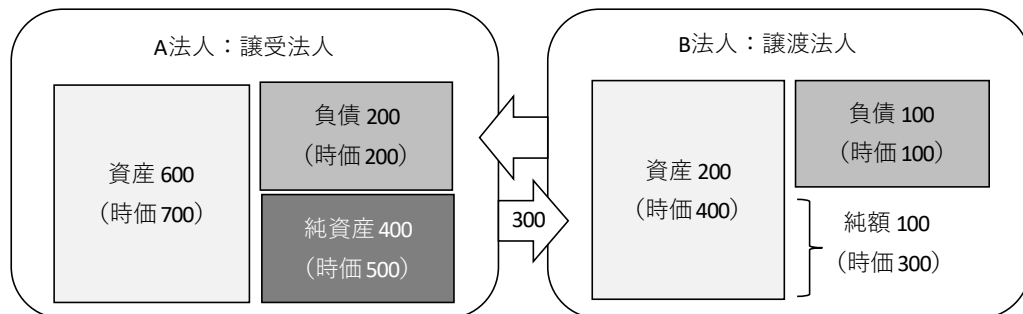 A法人：譲受法人
資産 600
（時価 700）
負債 200
（時価 200）
純資産 400
（時価 500）
300
B法人：譲渡法人
資産 200
（時価 400）
負債 100
（時価 100）
純額 100
（時価 300）